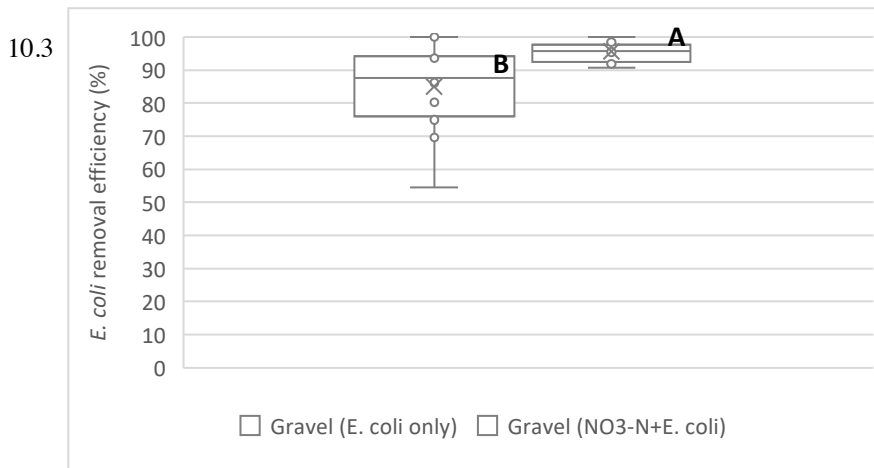 10.3
E. coli removal efficiency (%)
100
90
80
70
60
50
40
30
20
10
0
B
A
Gravel (E. coli only)
Gravel (NO3-N+E. coli)